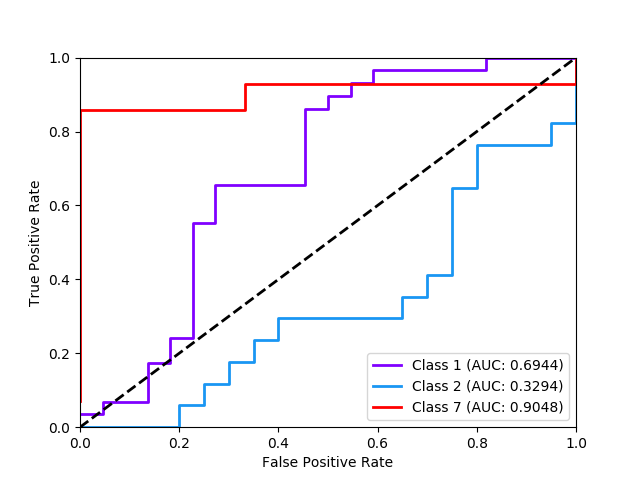 1.0
0.8
0.6
0.4
0.2
0.0
True Positive Rate
Class 1 (AUC: 0.6944)
Class 2 (AUC: 0.3294)
Class 7 (AUC: 0.9048)
0.0 0.2 0.4 0.6 0.8 1.0
False Positive Rate